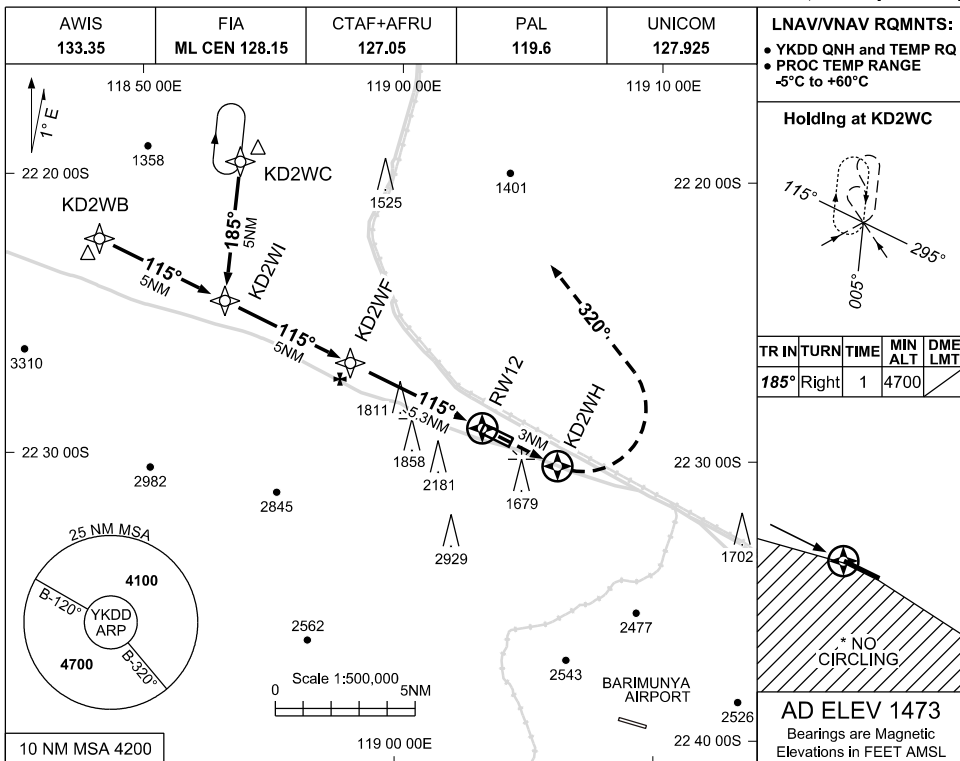 AWIS
133.35
FIA
ML CEN 128.15
CTAF+AFRU
127.05
PAL
119.6
UNICOM
127.925
LNAV/VNAV RQMNTS:
• YKDD QNH and TEMP RQ
• PROC TEMP RANGE
-5°C to +60°C
118 50 00E
119 00 00E
119 10 00E
1° E
1358
KD2WC
22 20 00S
1525
1401
22 20 00S
KD2WB
185°
5NM
115°
5NM
KD2WI
115°
5NM
KD2WF
320°
3310
RW12
KD2WH
115°
5.3NM
3NM
1811
1858
2181
1679
22 30 00S
22 30 00S
2982
2845
2929
1702
25 NM MSA
4100
B-120°
YKDD
ARP
4700
B-320°
2562
2477
2543
Scale 1:500,000
0
5NM
BARIMUNYA
AIRPORT
2526
10 NM MSA 4200
119 00 00E
22 40 00S
Holding at KD2WC
115°
295°
005°
TR IN
TURN
TIME
MIN
ALT
DME
LMT
185°
Right
1
4700
* NO
CIRCLING
AD ELEV 1473
Bearings are Magnetic
Elevations in FEET AMSL